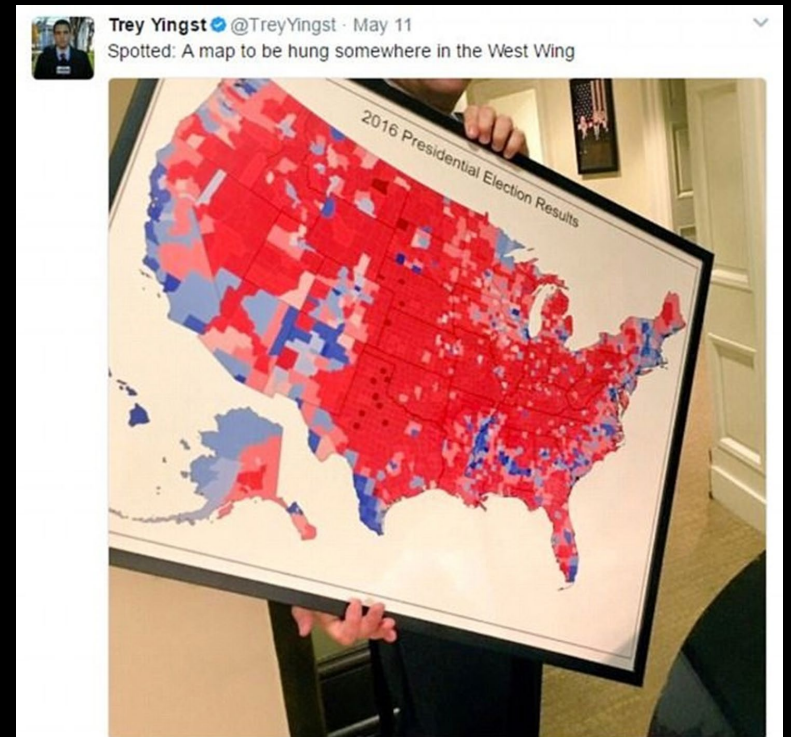 Trey Yingst @TreyYingst · May 11
Spotted: A map to be hung somewhere in the West Wing
2016 Presidential Election Results